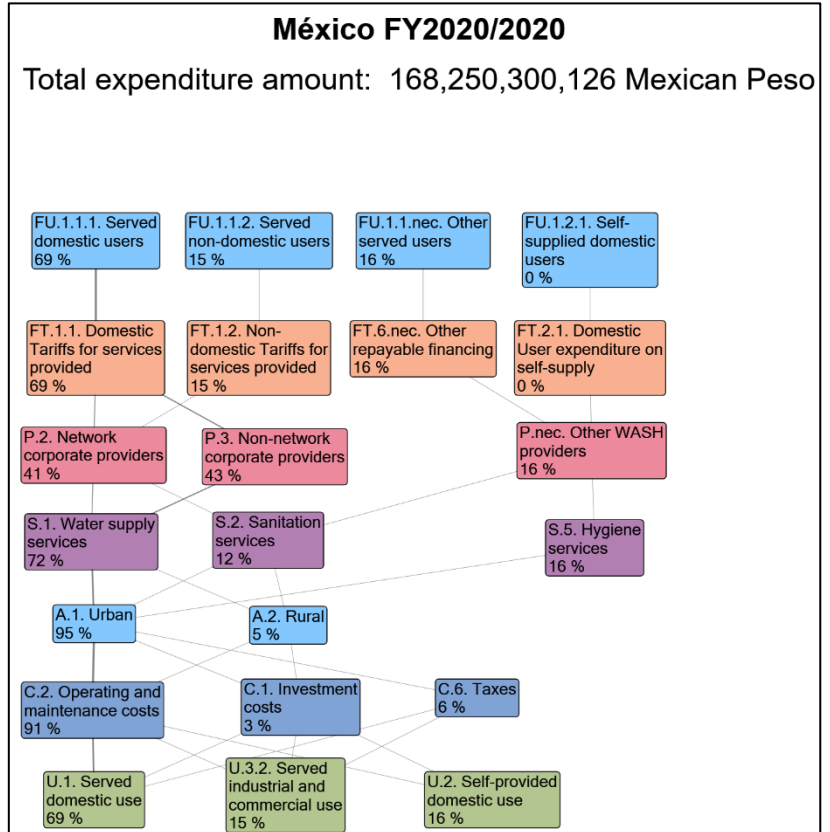 México FY2020/2020
Total expenditure amount: 168,250,300,126 Mexican Peso
FU.1.1.1. Served
domestic users
69 %
FU.1.1.2. Served
non-domestic users
15 %
FU.1.1.nec. Other
served users
16 %
FU.1.2.1. Self-
supplied domestic
users
0 %
FT.1.1. Domestic
Tariffs for services
provided
69 %
FT.1.2. Non-
domestic Tariffs for
services provided
15 %
FT.6.nec. Other
repayable financing
16 %
FT.2.1. Domestic
User expenditure on
self-supply
0 %
P.2. Network
corporate providers
41 %
P.3. Non-network
corporate providers
43 %
P.nec. Other WASH
providers
16 %
S.1. Water supply
services
72 %
S.2. Sanitation
services
12 %
S.5. Hygiene
services
16 %
A.1. Urban
95 %
A.2. Rural
5 %
C.2. Operating and
maintenance costs
91 %
C.1. Investment
costs
3 %
C.6. Taxes
6 %
U.1. Served
domestic use
69 %
U.3.2. Served
industrial and
commercial use
15 %
U.2. Self-provided
domestic use
16 %